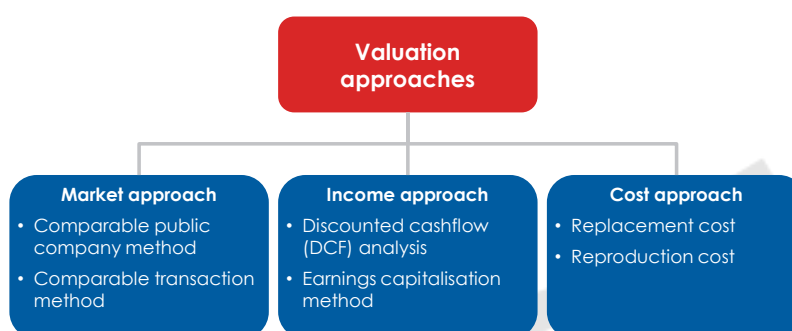 Valuation
approaches
Market approach
• Comparable public
company method
• Comparable transaction
method
Income approach
• Discounted cashflow
(DCF) analysis
• Earnings capitalisation
method
Cost approach
• Replacement cost
• Reproduction cost